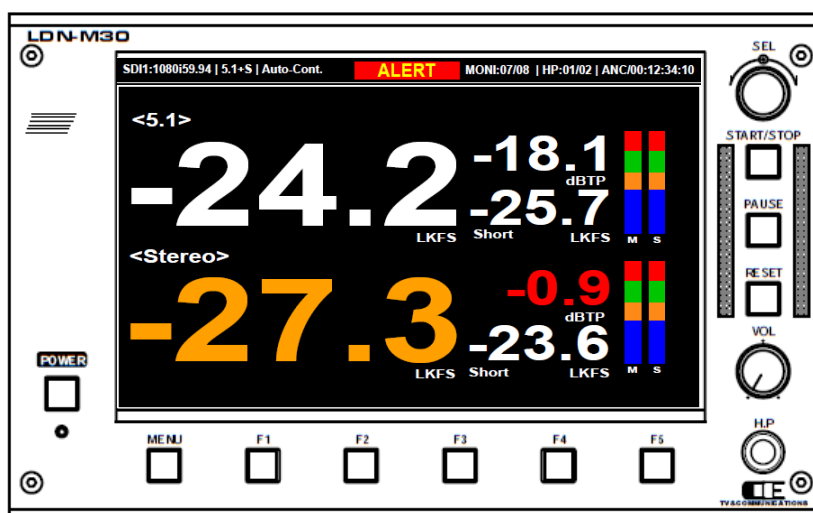 LDN-M30
SEL
SDI1:1080i59.94 | 5.1+S | Auto-Cont. ALERT MONI:07/08 | HP:01/02 | ANC/00:12:34:10
<5.1>
-24.2 LKFS
-18.1 dBTP
-25.7
Short LKFS
M S
START/STOP
PAUSE
<Stereo>
-27.3 LKFS
-0.9 dBTP
-23.6
Short LKFS
M S
RESET
VOL
POWER
H.P
MENU F1 F2 F3 F4 F5
TV&COMMUNICATIONS